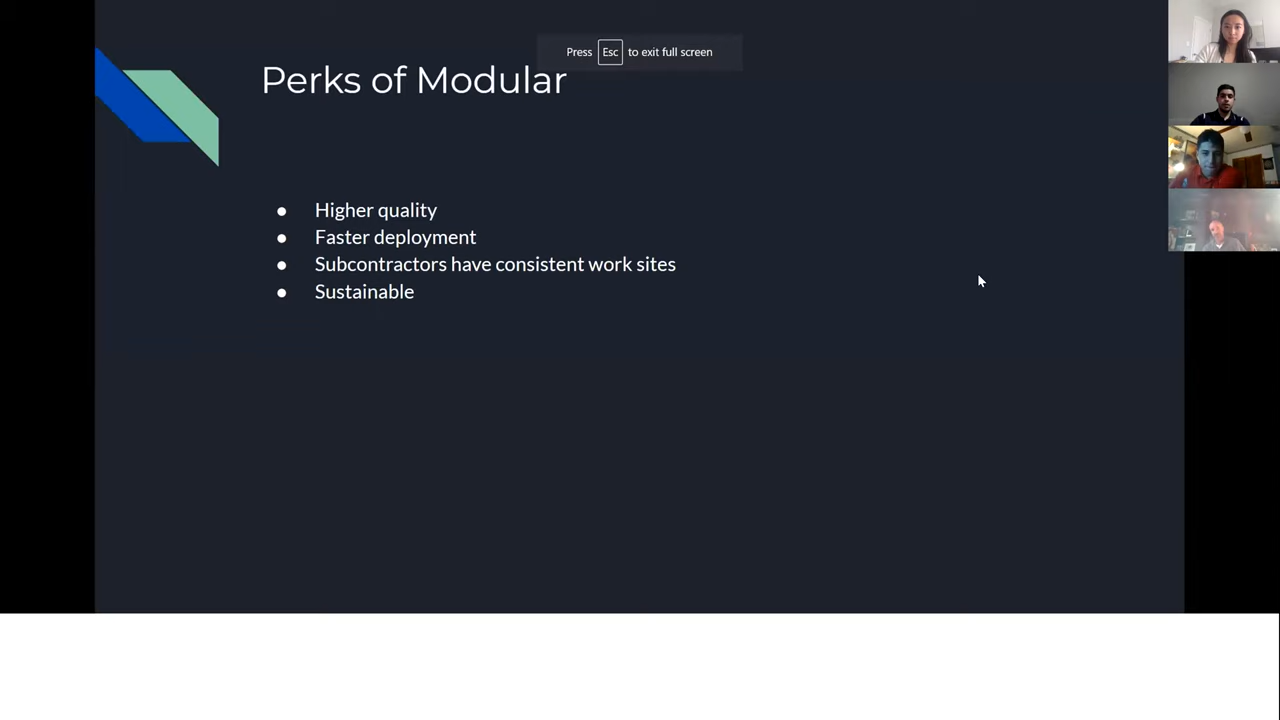 Press Esc to exit full screen
Perks of Modular
● Higher quality
● Faster deployment
● Subcontractors have consistent work sites
● Sustainable